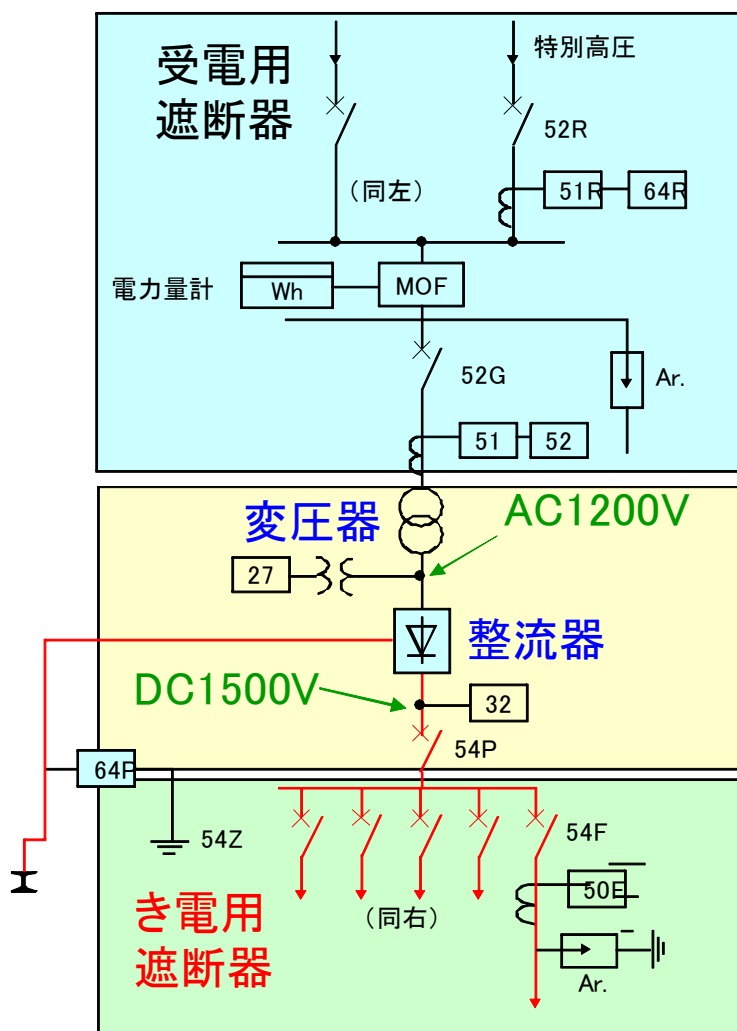 受電用
遮断器
特別高圧
52R
(同左)
51R
64R
電力量計
Wh
MOF
52G
Ar.
51
52
変圧器
AC1200V
27
整流器
DC1500V
32
54P
64P
54Z
54F
50E
(同右)
き電用
遮断器
Ar.